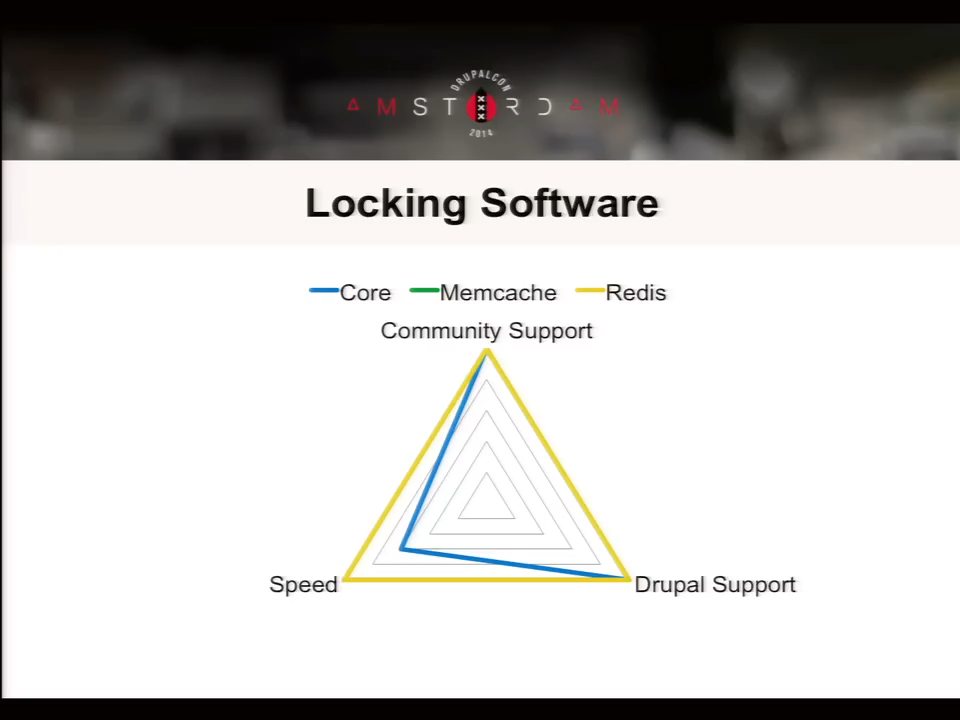 DRUPALCON
AMSTERDAM
2014
Locking Software
Core Memcache Redis
Community Support
Speed
Drupal Support